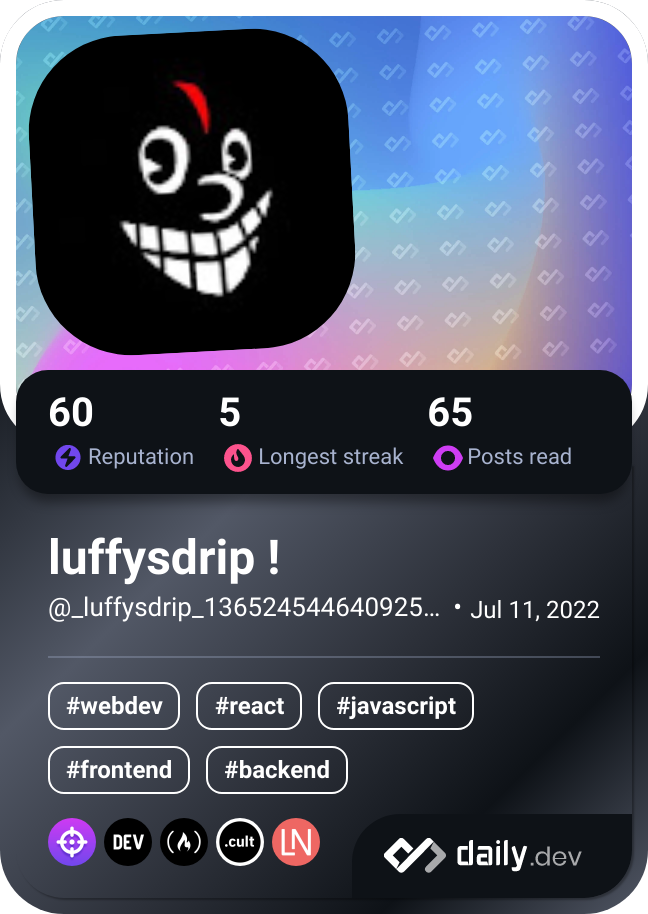 60 5 65
Reputation Longest streak Posts read
luffysdrip !
@_luffysdrip_136524544640925... • Jul 11, 2022
#webdev #react #javascript
#frontend #backend
DEV .cult LN daily.dev